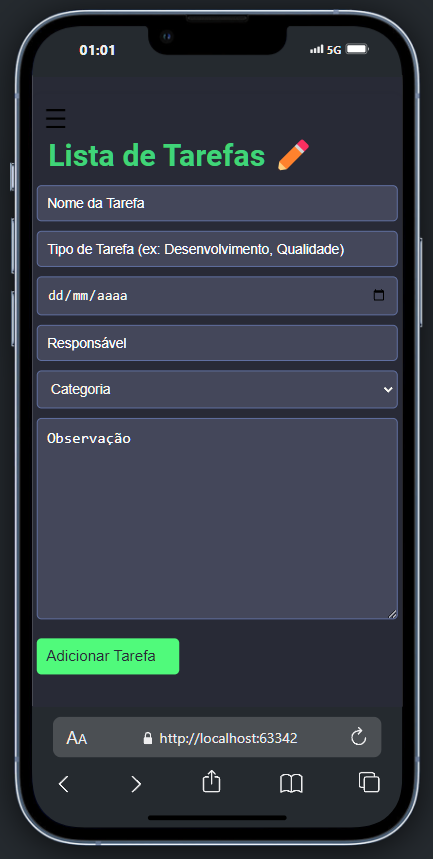 01:01
5G
Lista de Tarefas
Nome da Tarefa
Tipo de Tarefa (ex: Desenvolvimento, Qualidade)
dd/mm/aaaa
Responsável
Categoria
Observação
Adicionar Tarefa
AA
http://localhost:63342